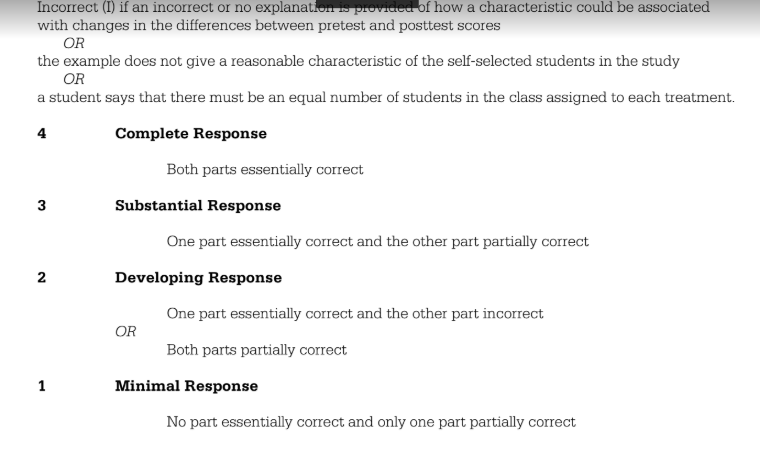 Incorrect (I) if an incorrect or no explanation is provided of how a characteristic could be associated
with changes in the differences between pretest and posttest scores
OR
the example does not give a reasonable characteristic of the self-selected students in the study
OR
a student says that there must be an equal number of students in the class assigned to each treatment.
4 Complete Response
Both parts essentially correct
3 Substantial Response
One part essentially correct and the other part partially correct
2 Developing Response
One part essentially correct and the other part incorrect
OR
Both parts partially correct
1 Minimal Response
No part essentially correct and only one part partially correct